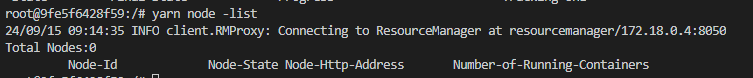 root@9fe5f6428f59:/# yarn node -list
24/09/15 09:14:35 INFO client.RMProxy: Connecting to ResourceManager at resourcemanager/172.18.0.4:8050
Total Nodes:0
Node-Id Node-State Node-Http-Address Number-of-Running-Containers